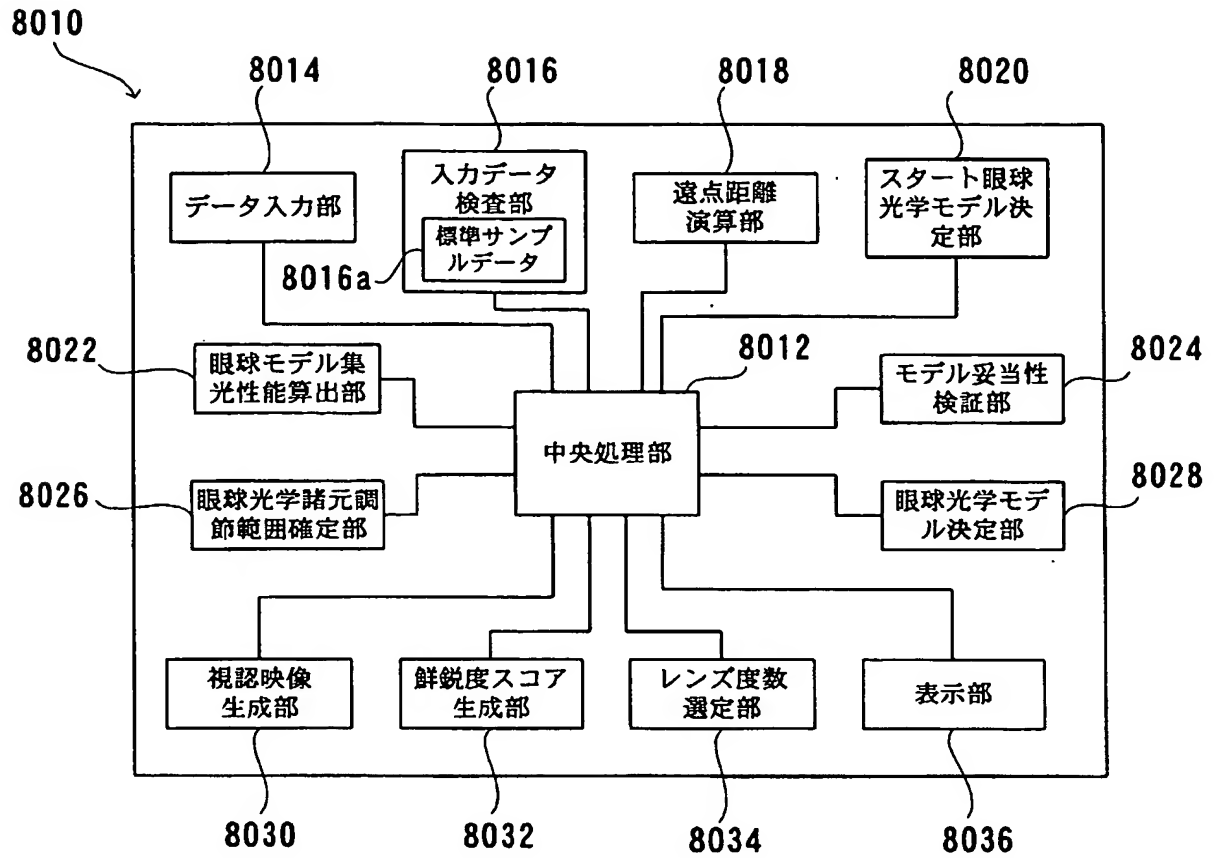 8010
8014
8016
8018
8020
データ入力部
入力データ
検査部
標準サンプ
ルデータ
8016a
遠点距離
演算部
スタート眼球
光学モデル決
定部
8022
眼球モデル集
光性能算出部
8012
中央処理部
モデル妥当性
検証部
8024
8026
眼球光学諸元調
節範囲確定部
眼球光学モデ
ル決定部
8028
視認映像
生成部
鮮鋭度スコア
生成部
レンズ度数
選定部
表示部
8030
8032
8034
8036